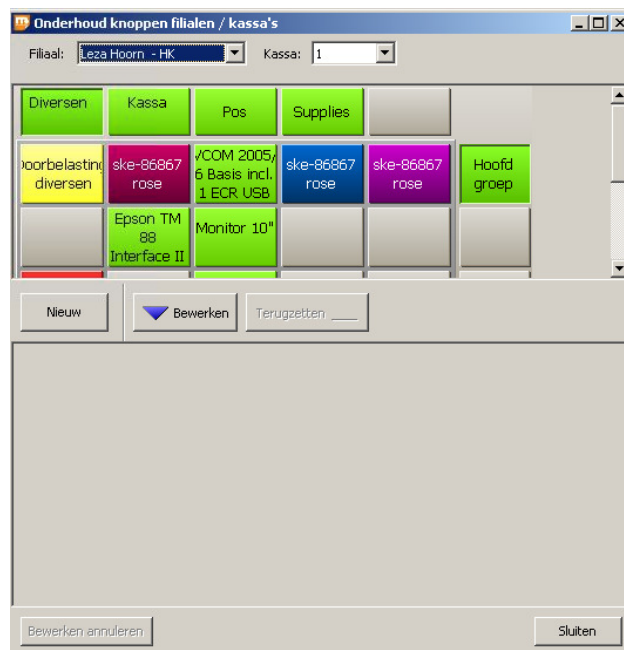 Onderhoud knoppen filialen / kassa's
Filiaal: Leza Hoorn - HK Kassa: 1
Diversen Kassa Pos Supplies
oorbelasting
diversen
ske-86867
rose
/COM 2005/
6 Basis incl.
1 ECR USB
ske-86867
rose
ske-86867
rose
Hoofd
groep
Epson TM
88
Interface II
Monitor 10"
Nieuw Bewerken Terugzetten ___
Bewerken annuleren Sluiten